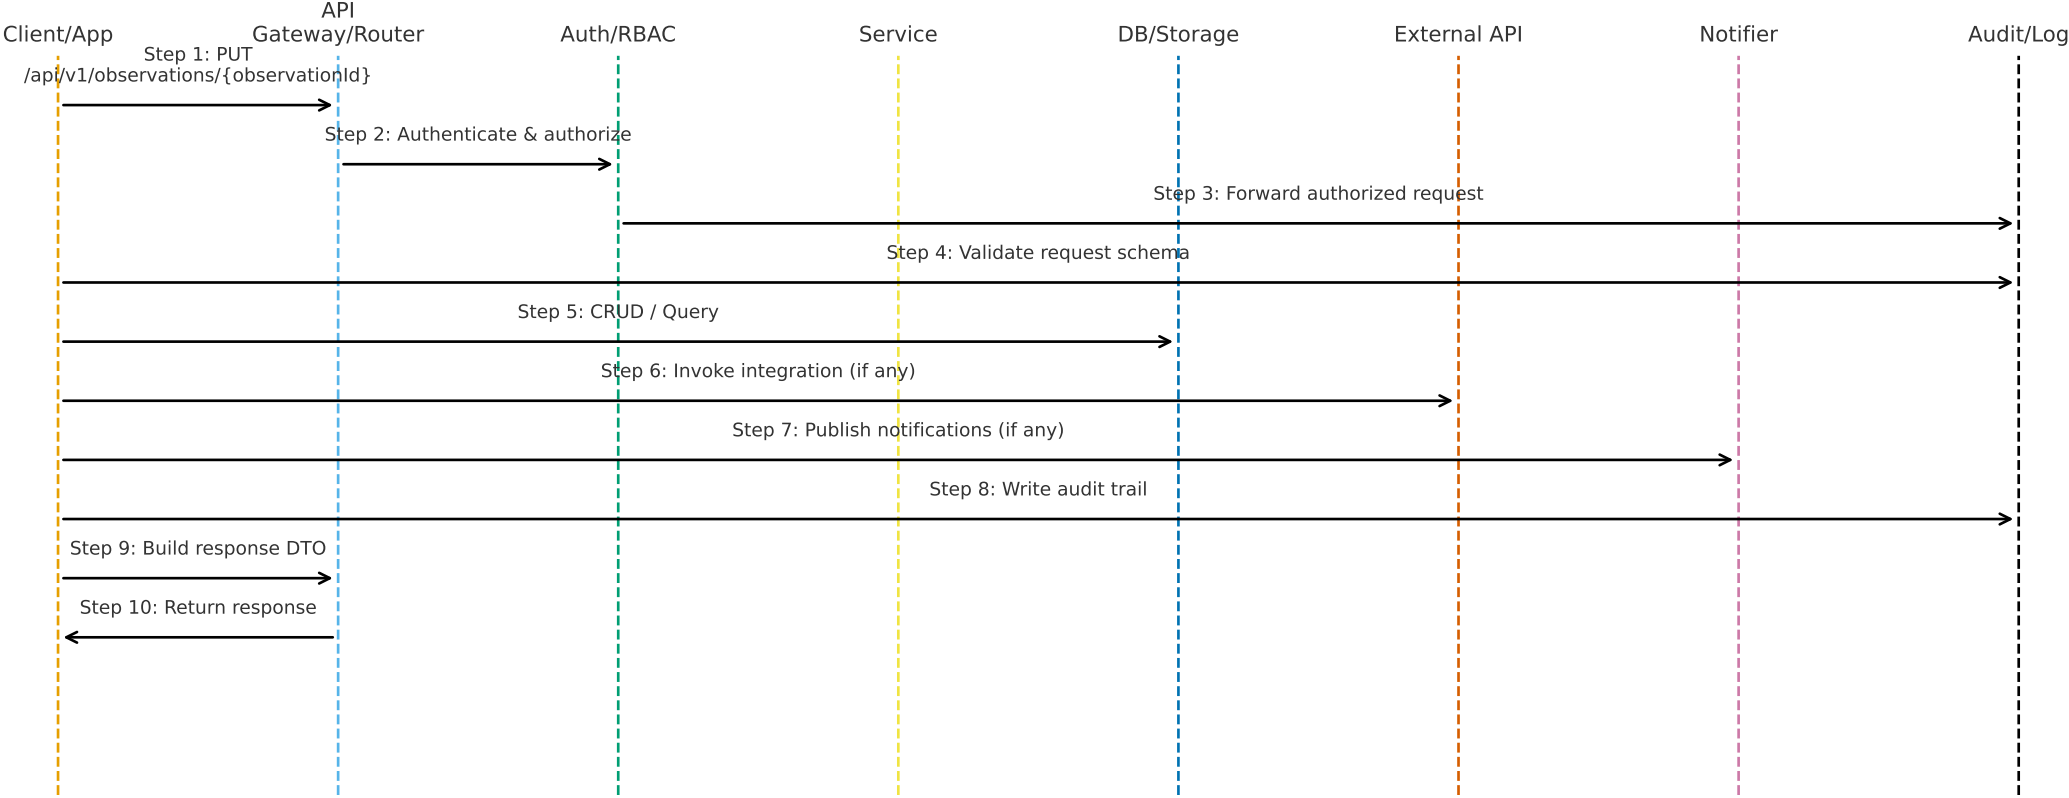 API
Client/App
Gateway/Router
Auth/RBAC
Service
DB/Storage
External API
Notifier
Audit/Log
Step 1: PUT
/api/v1/observations/{observationId}
Step 2: Authenticate & authorize
Step 3: Forward authorized request
Step 4: Validate request schema
Step 5: CRUD / Query
Step 6: Invoke integration (if any)
Step 7: Publish notifications (if any)
Step 8: Write audit trail
Step 9: Build response DTO
Step 10: Return response